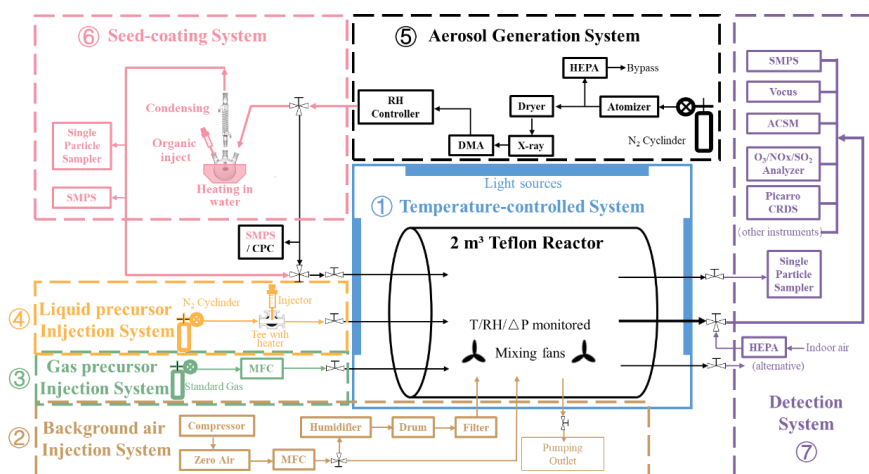 ⑥ Seed-coating System
Condensing
Organic inject
Heating in water
Single Particle Sampler
SMPS
⑤ Aerosol Generation System
HEPA
Bypass
RH Controller
Dryer
Atomizer
DMA
X-ray
N₂ Cyclinder
SMPS / CPC
Light sources
① Temperature-controlled System
2 m³ Teflon Reactor
T/RH/△P monitored
Mixing fans
④ Liquid precursor Injlection System
N₂ Cyclinder
Injector
Tee with heater
③ Gas precursor Injection System
Standard Gas
MFC
② Background air Injection System
Compressor
Zero Air
MFC
Humidifler
Drum
Filter
Pumping Outlet
SMPS
Vocus
ACSM
O₃/NOx/SO₂ Analyzer
Picarro CRDS
(other instruments)
Single Particle Sampler
HEPA
Indoor air
(alternative)
Detection System
⑦